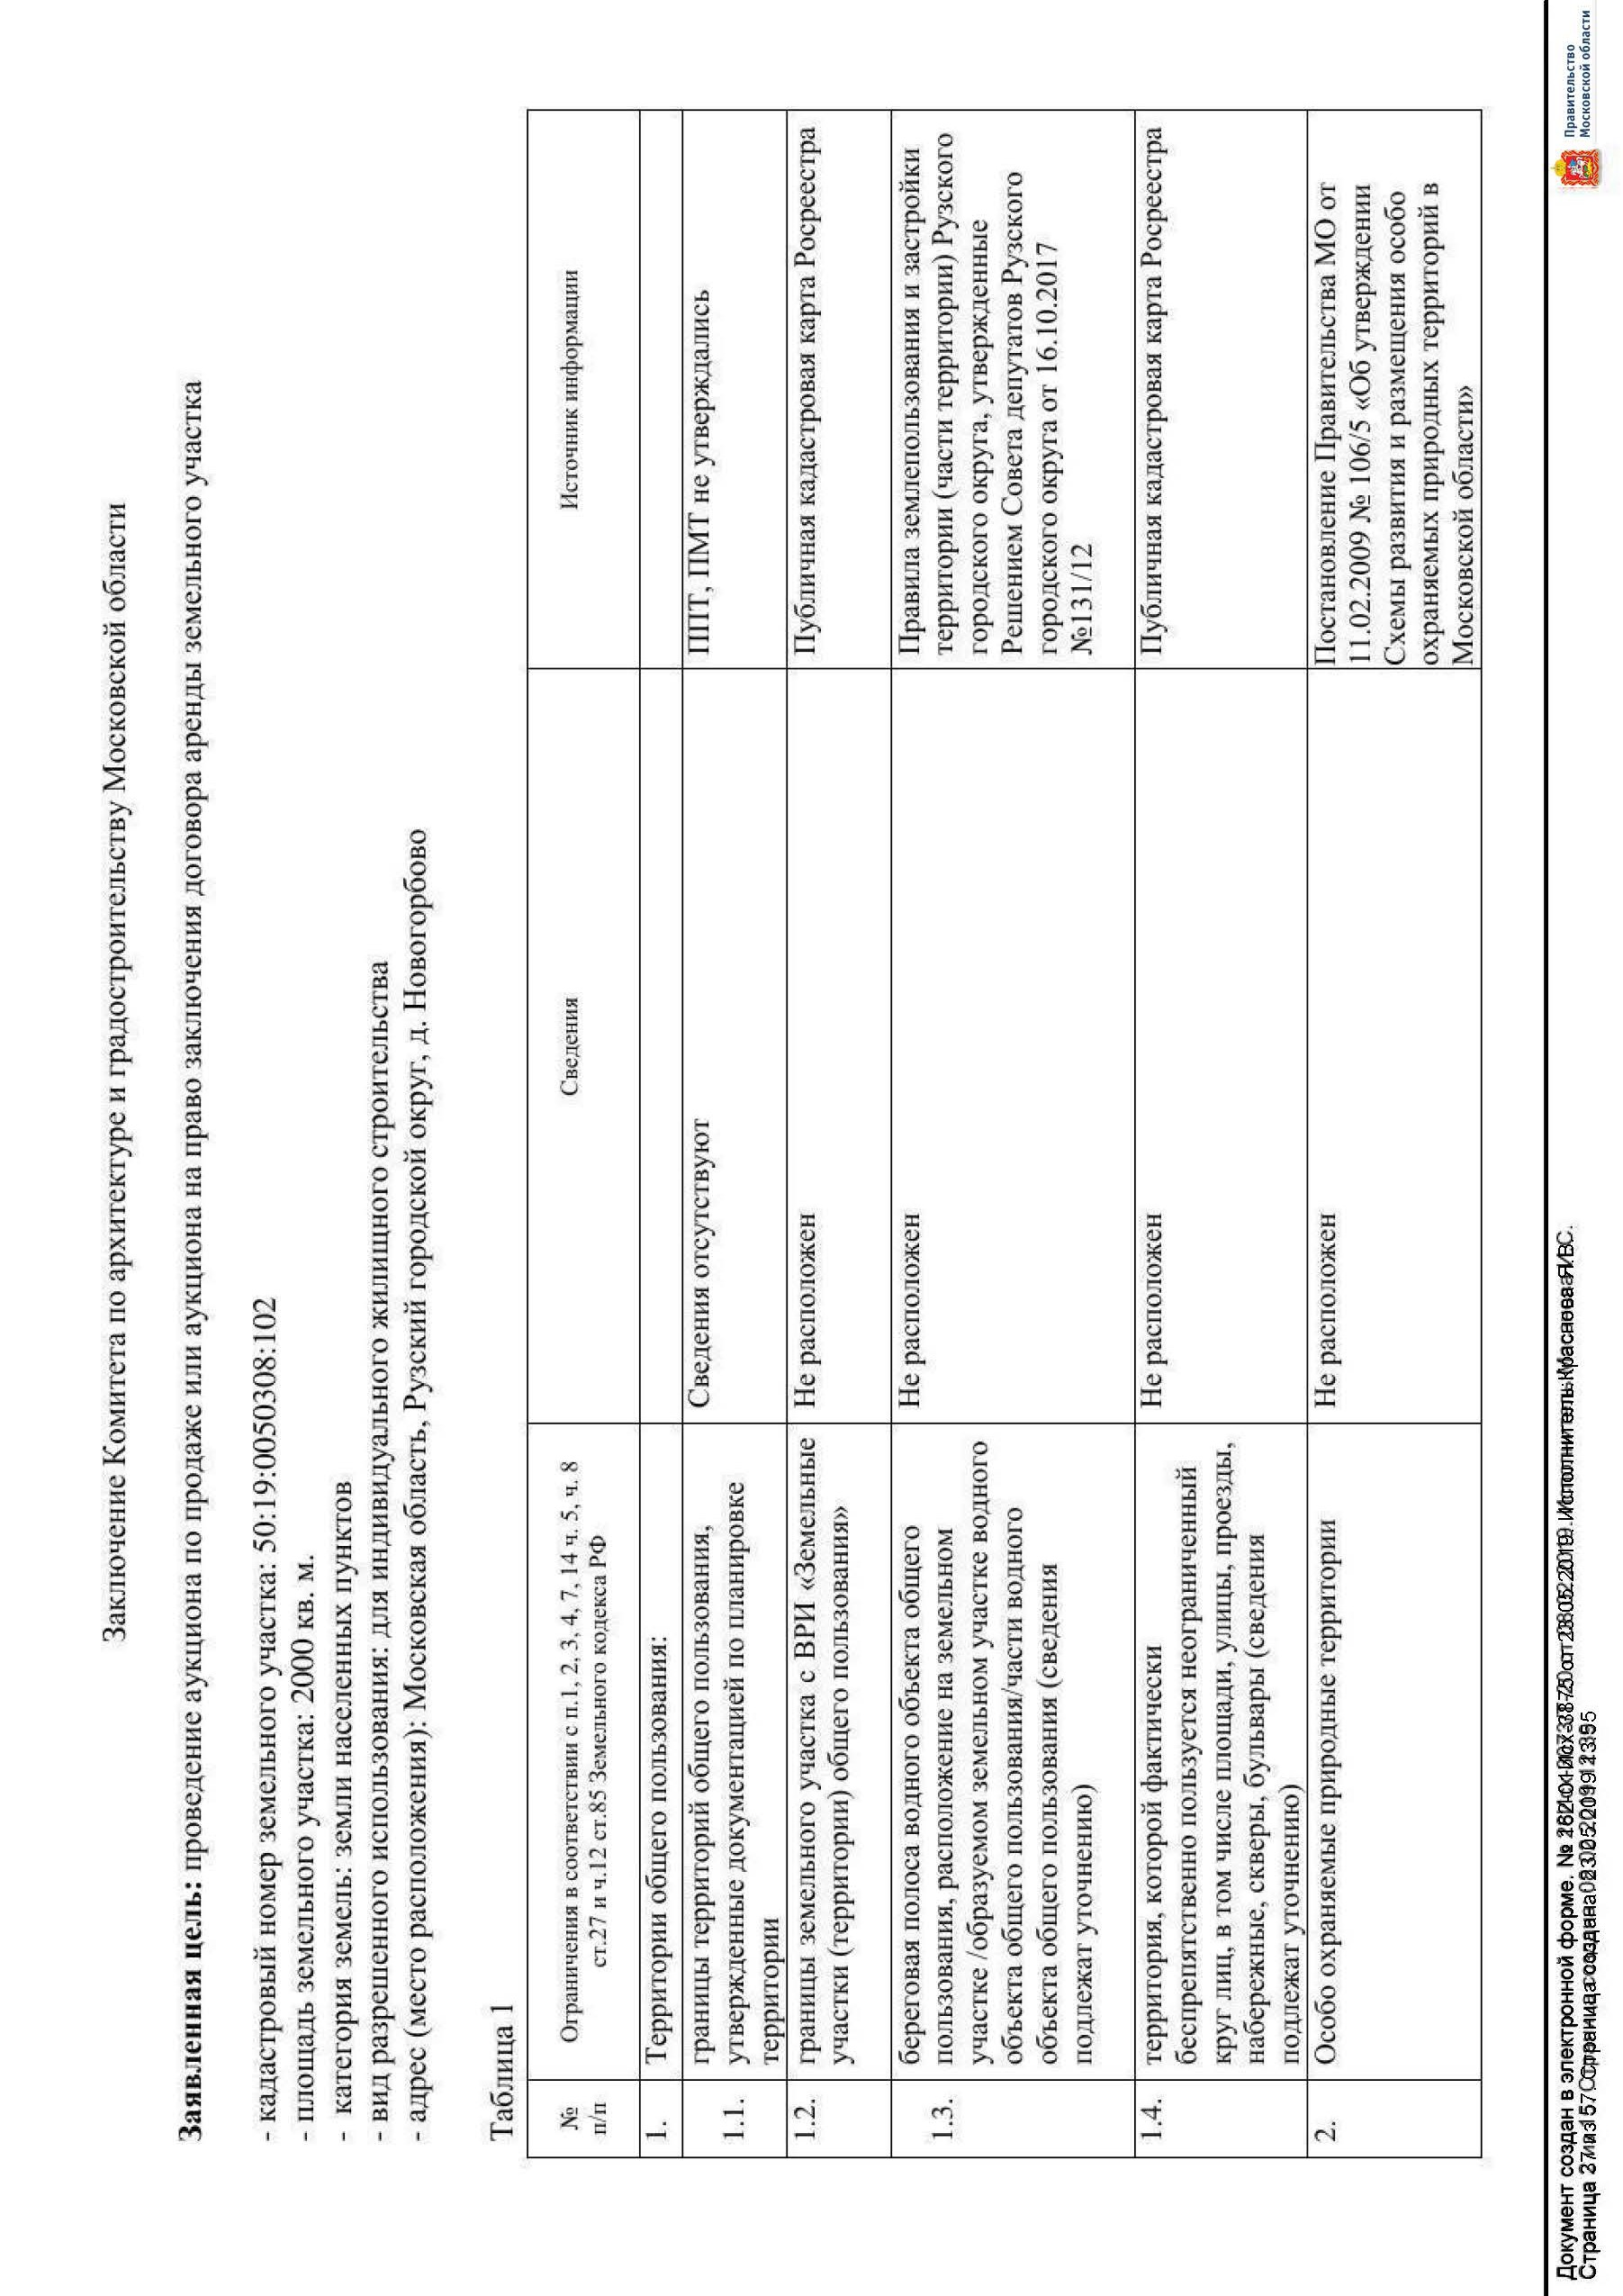 Заключение Комитета по архитектуре и градостроительству Московской области
Заявленная цель: проведение аукциона по продаже или аукциона на право заключения договора аренды земельного участка
- кадастровый номер земельного участка: 50:19:0050308:102
- площадь земельного участка: 2000 кв. м.
- категория земель: земли населенных пунктов
- вид разрешенного использования: для индивидуального жилищного строительства
- адрес (место расположения): Московская область, Рузский городской округ, д. Новогорбово
Таблица 1
№
п/п
Ограничения в соответствии с п.1, 2, 3, 4, 7, 14 ч. 5, ч. 8
ст.27 и ч.12 ст.85 Земельного кодекса РФ
Сведения
Источник информации
1.
Территории общего пользования:
1.1.
границы территорий общего пользования,
утвержденные документацией по планировке
территории
Сведения отсутствуют
ППТ, ПМТ не утверждались
1.2.
границы земельного участка с ВРИ «Земельные
участки (территории) общего пользования»
Не расположен
Публичная кадастровая карта Росреестра
1.3.
береговая полоса водного объекта общего
пользования, расположение на земельном
участке /образуемом земельном участке водного
объекта общего пользования/части водного
объекта общего пользования (сведения
подлежат уточнению)
Не расположен
Правила землепользования и застройки
территории (части территории) Рузского
городского округа, утвержденные
Решением Совета депутатов Рузского
городского округа от 16.10.2017
№131/12
1.4.
территория, которой фактически
беспрепятственно пользуется неограниченный
круг лиц, в том числе площади, улицы, проезды,
набережные, скверы, бульвары (сведения
подлежат уточнению)
Не расположен
Публичная кадастровая карта Росреестра
2.
Особо охраняемые природные территории
Не расположен
Постановление Правительства МО от
11.02.2009 № 106/5 «Об утверждении
Схемы развития и размещения особо
охраняемых природных территорий в
Московской области»
Документ создан в электронной форме. №
Страница
Правительство
Московской области